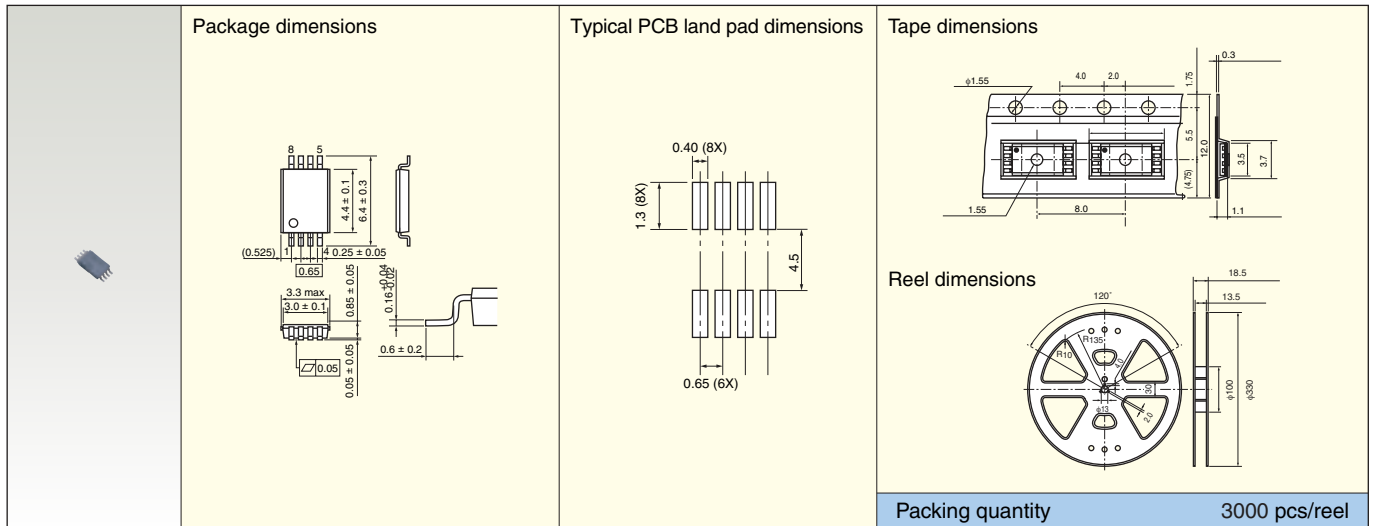 Package dimensions
8 5
4.4 ± 0.1
6.4 ± 0.3
(0.525) 1 4 0.25 ± 0.05
0.65
3.3 max
3.0 ± 0.1
0.85 ± 0.05
0.05
0.05 ± 0.05
0.16 +0.04 -0.02
0.6 ± 0.2
Typical PCB land pad dimensions
0.40 (8X)
1.3 (8X)
4.5
0.65 (6X)
Tape dimensions
0.3
φ1.55
4.0 2.0
1.75
5.5
12.0
(4.75)
3.5
3.7
1.55
8.0
1.1
Reel dimensions
18.5
13.5
120°
R135
R10
4.0
30
φ13
2.0
φ100
φ330
Packing quantity 3000 pcs/reel